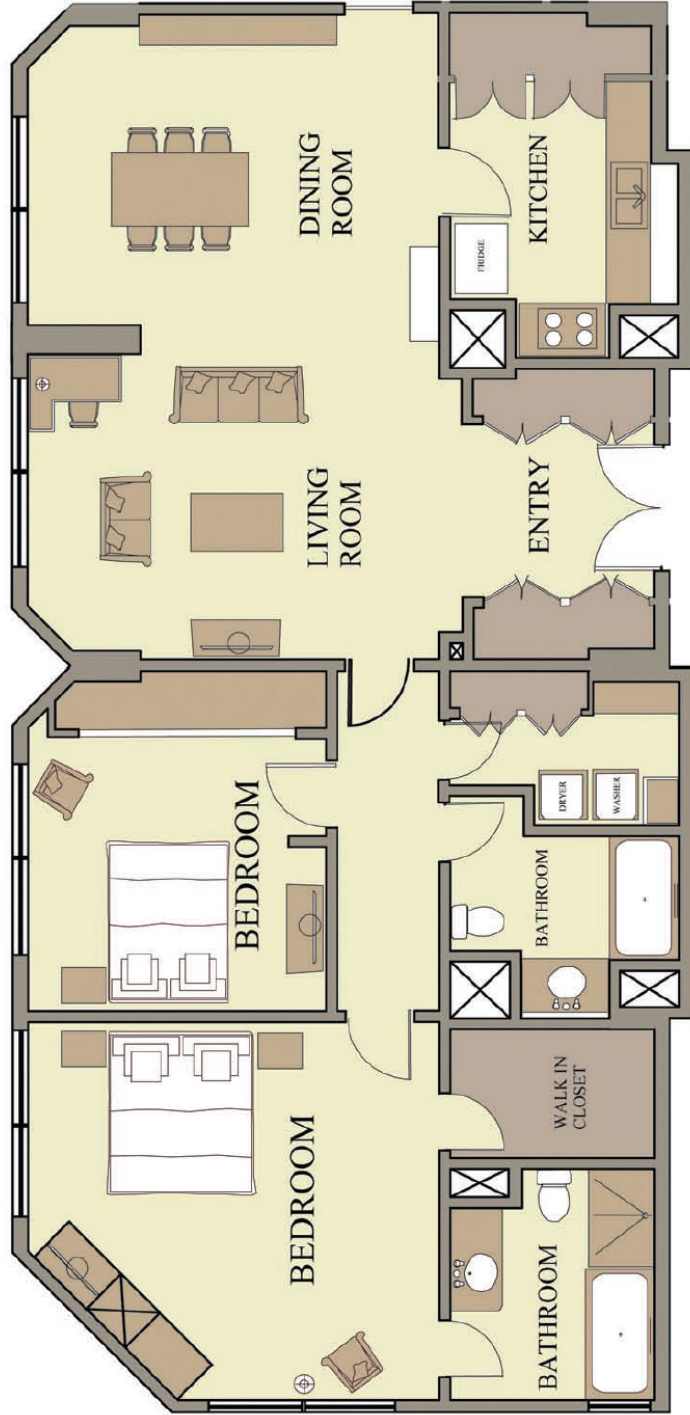 DINING
ROOM
KITCHEN
FRIDGE
LIVING
ROOM
ENTRY
BEDROOM
DRYER
WASHER
BATHROOM
BEDROOM
WALK IN
CLOSET
BATHROOM